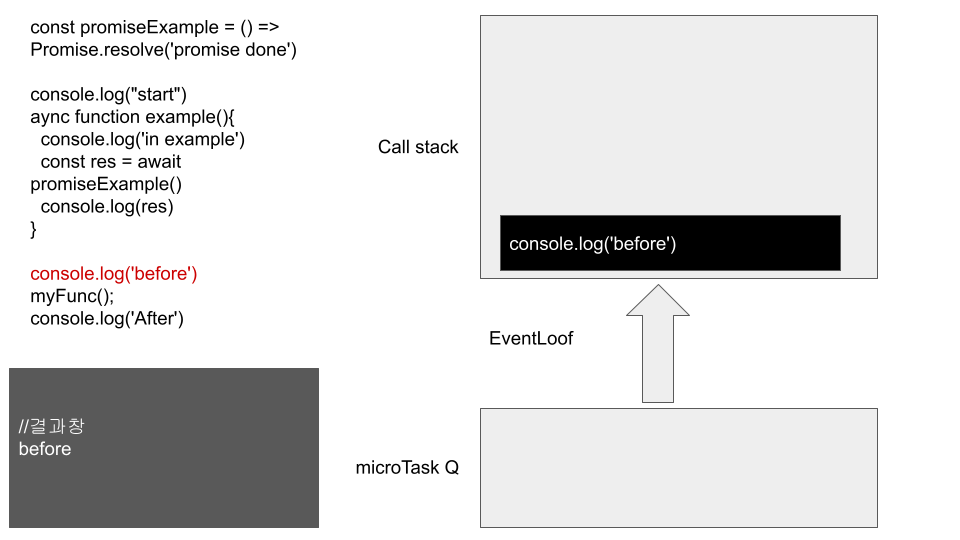 const promiseExample = () =>
Promise.resolve('promise done')
console.log("start")
aync function example(){
console.log('in example')
const res = await
promiseExample()
console.log(res)
}
console.log('before')
myFunc();
console.log('After')
//결과창
before
Call stack
console.log('before')
EventLoof
microTask Q